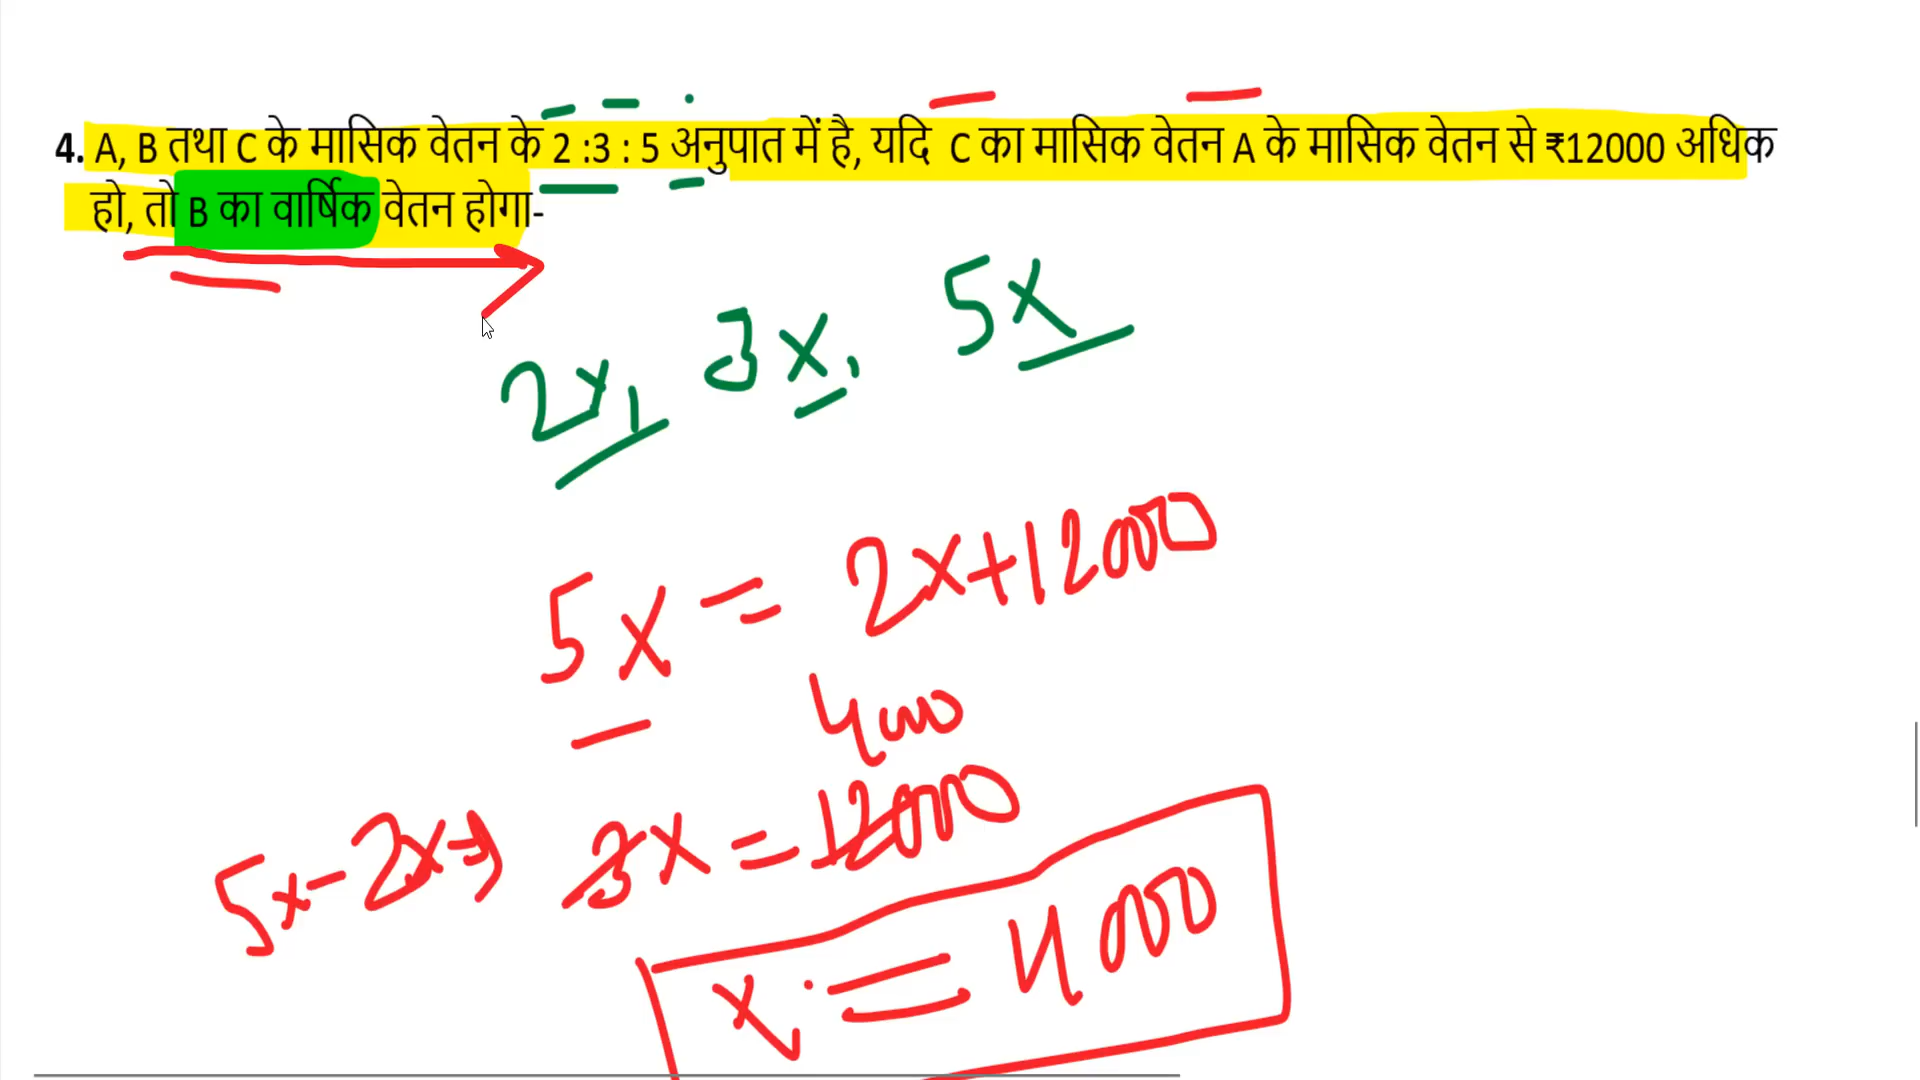 4. A, B तथा C के मासिक वेतन के 2 :3 : 5 अनुपात में है, यदि C का मासिक वेतन A के मासिक वेतन से ₹12000 अधिक
हो, तो B का वार्षिक वेतन होगा-
2x, 3x, 5x
5x = 2x+12000
4000
5x-2x→ 3x = 12000
x = 4000